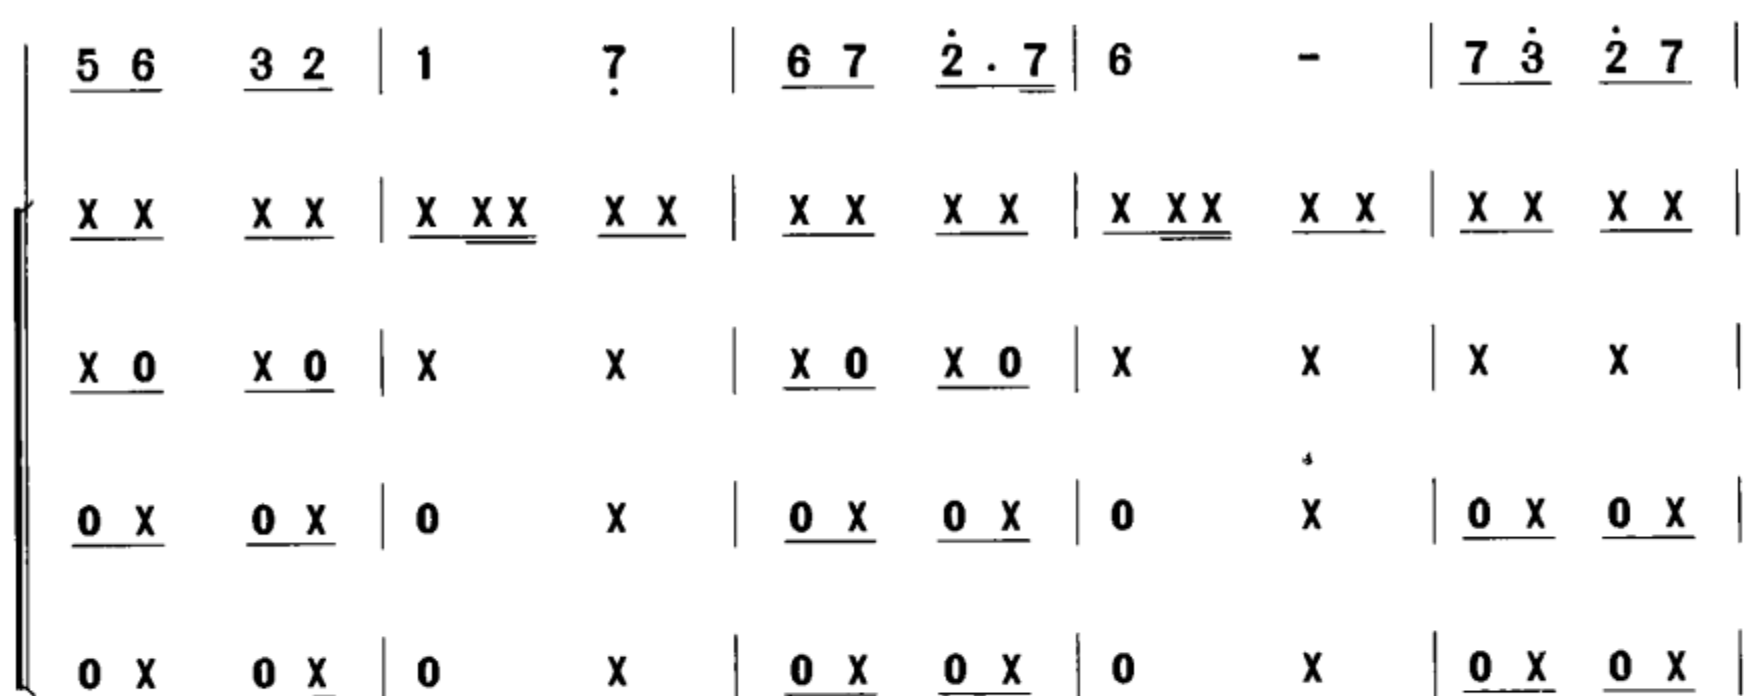 5 6 3 2 | 1 7̣ | 6 7 2̇ . 7 | 6 - | 7 3̇ 2̇ 7 |
X X X X | X X X X X | X X X X | X X X X X | X X X X |
X 0 X 0 | X X | X 0 X 0 | X X | X X |
0 X 0 X | 0 X | 0 X 0 X | 0 X | 0 X 0 X |
0 X 0 X | 0 X | 0 X 0 X | 0 X | 0 X 0 X |